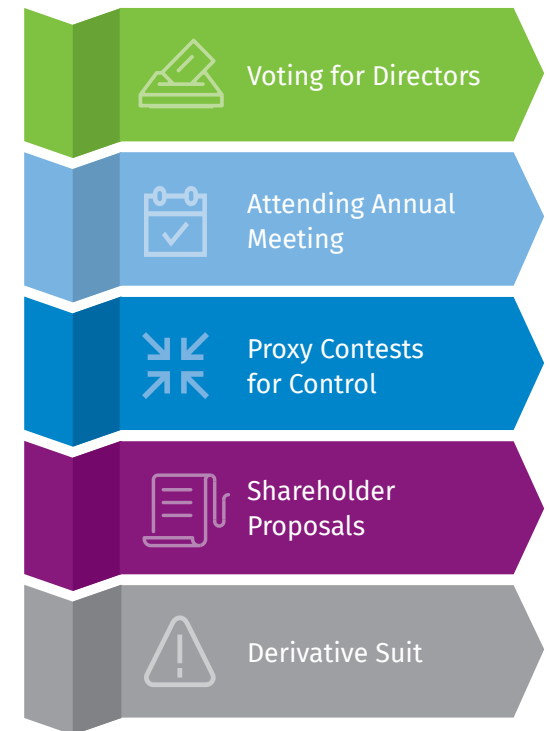 Voting for Directors
Attending Annual
Meeting
Proxy Contests
for Control
Shareholder
Proposals
Derivative Suit